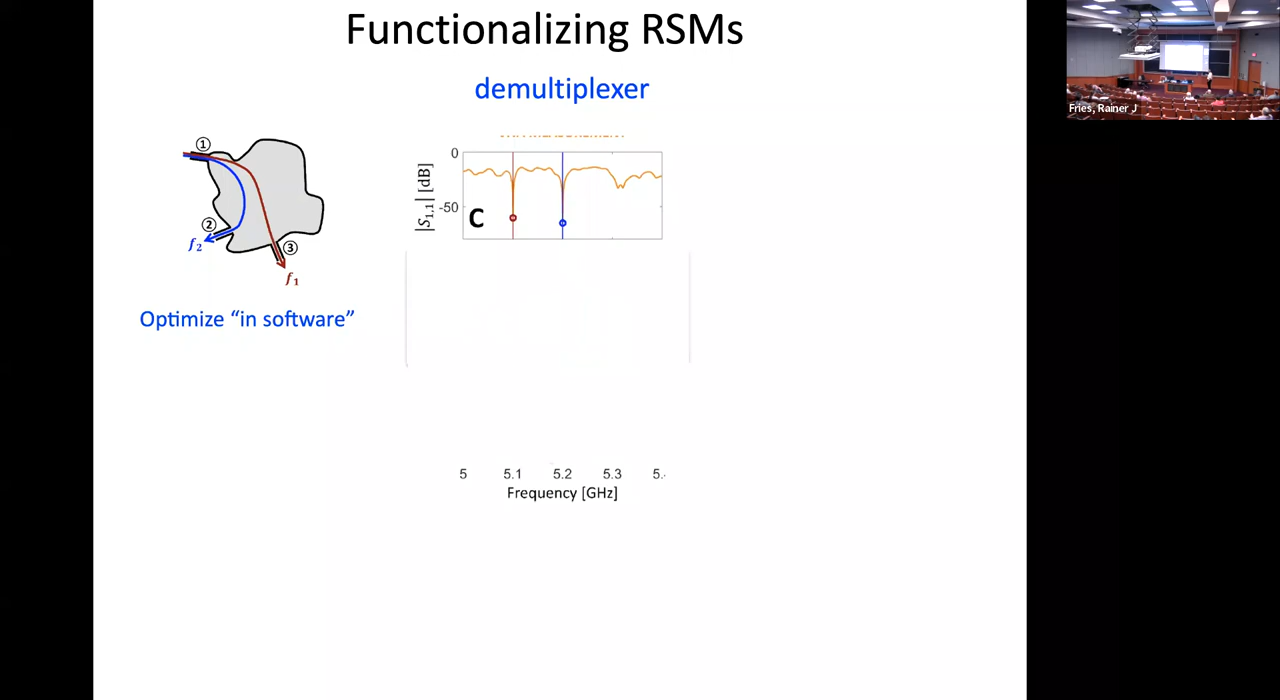 Functionalizing RSMs
demultiplexer
Fries, Rainer J
①
②
f₂
③
f₁
Optimize “in software”
|S₁,₁| [dB]
0
-50
C
5 5.1 5.2 5.3 5.
Frequency [GHz]